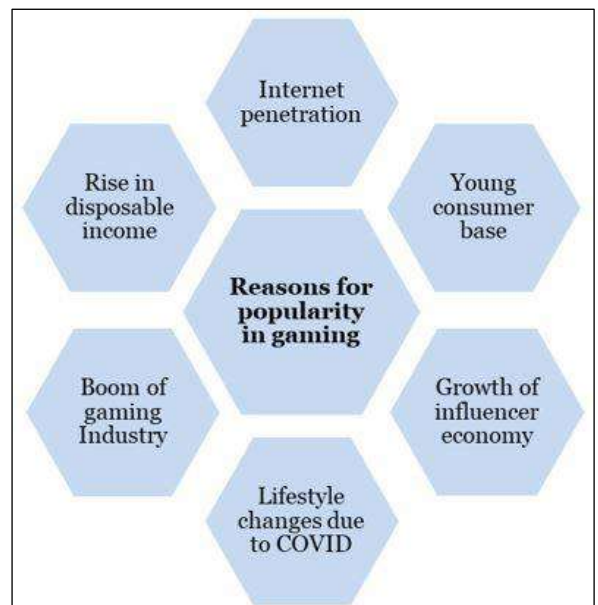 Internet
penetration
Rise in
disposable
income
Young
consumer
base
Reasons for
popularity
in gaming
Boom of
gaming
Industry
Growth of
influencer
economy
Lifestyle
changes due
to COVID